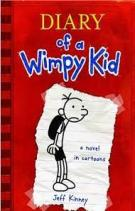 DIARY
of a
Wimpy Kid
a novel
in cartoons
Jeff Kinney